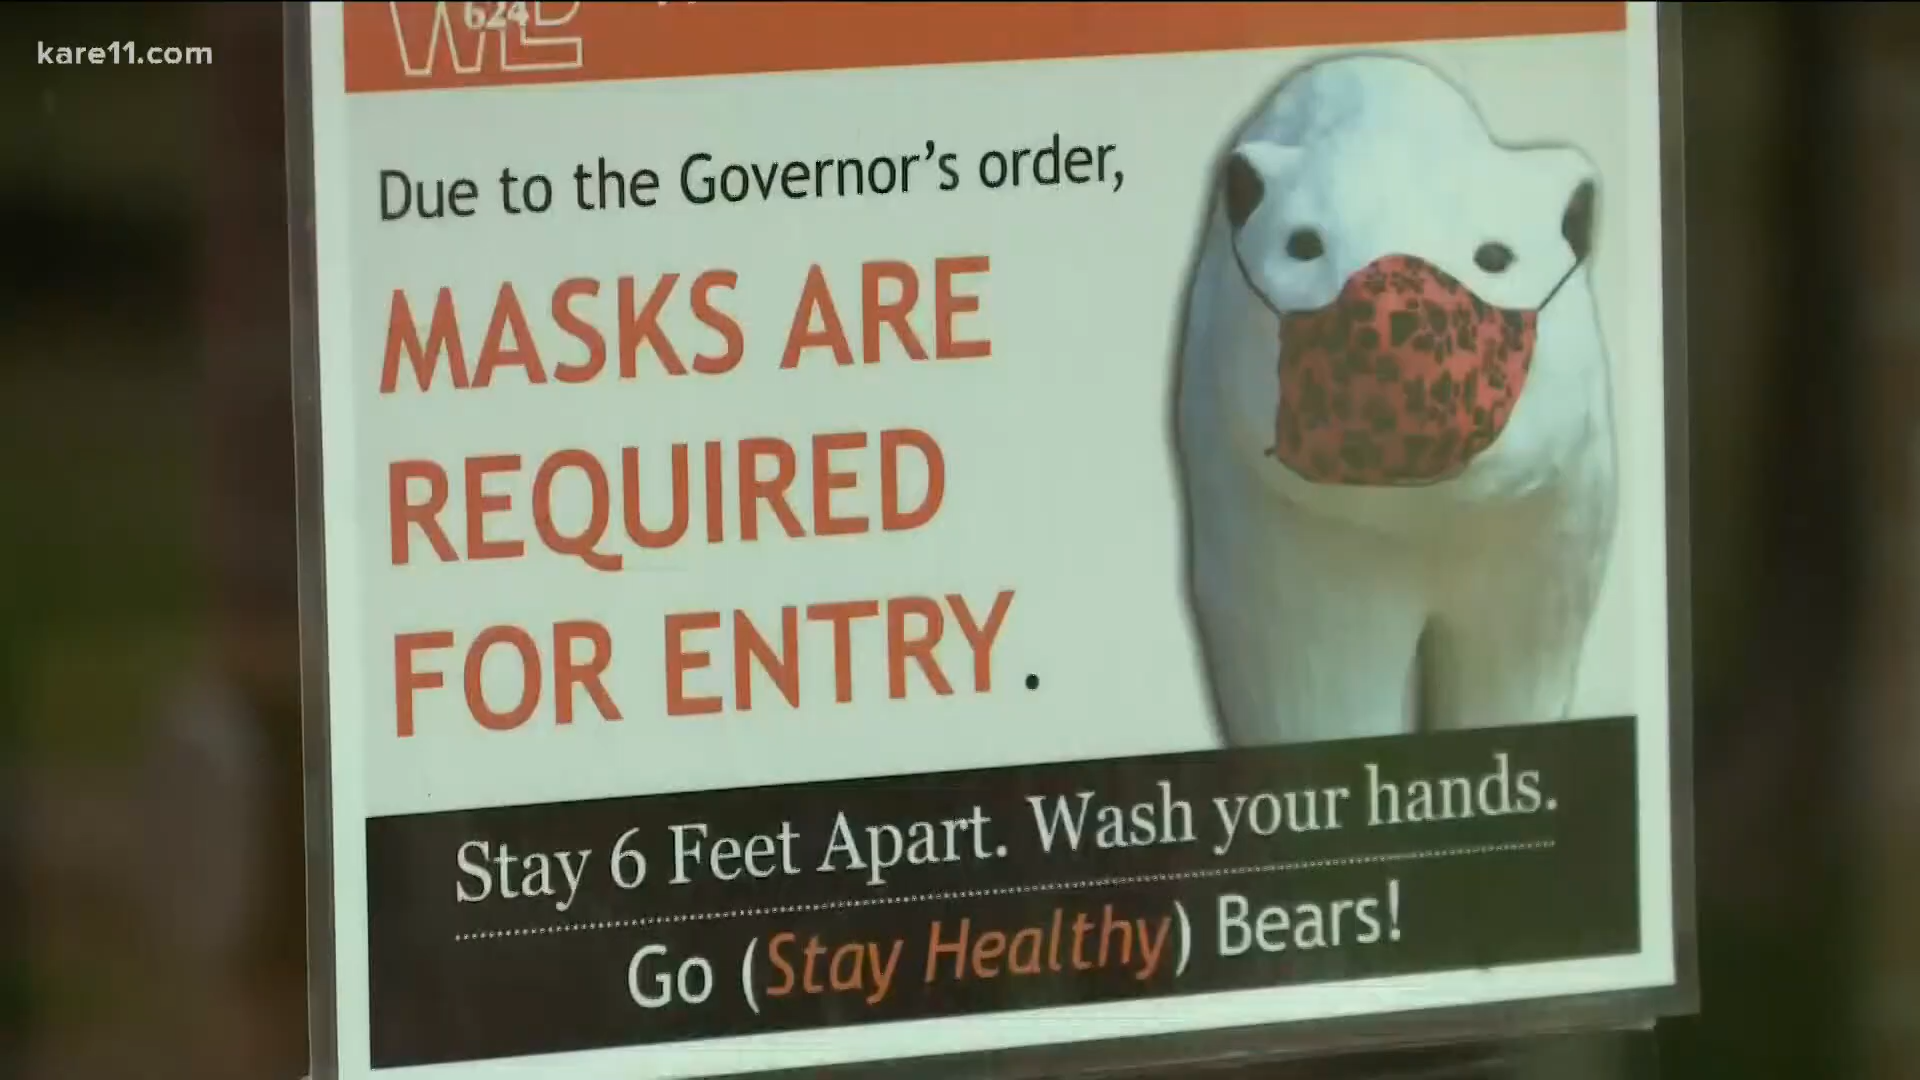 kare11.com
624
WBL
Due to the Governor's order,
MASKS ARE
REQUIRED
FOR ENTRY.
Stay 6 Feet Apart. Wash your hands.
Go (Stay Healthy) Bears!